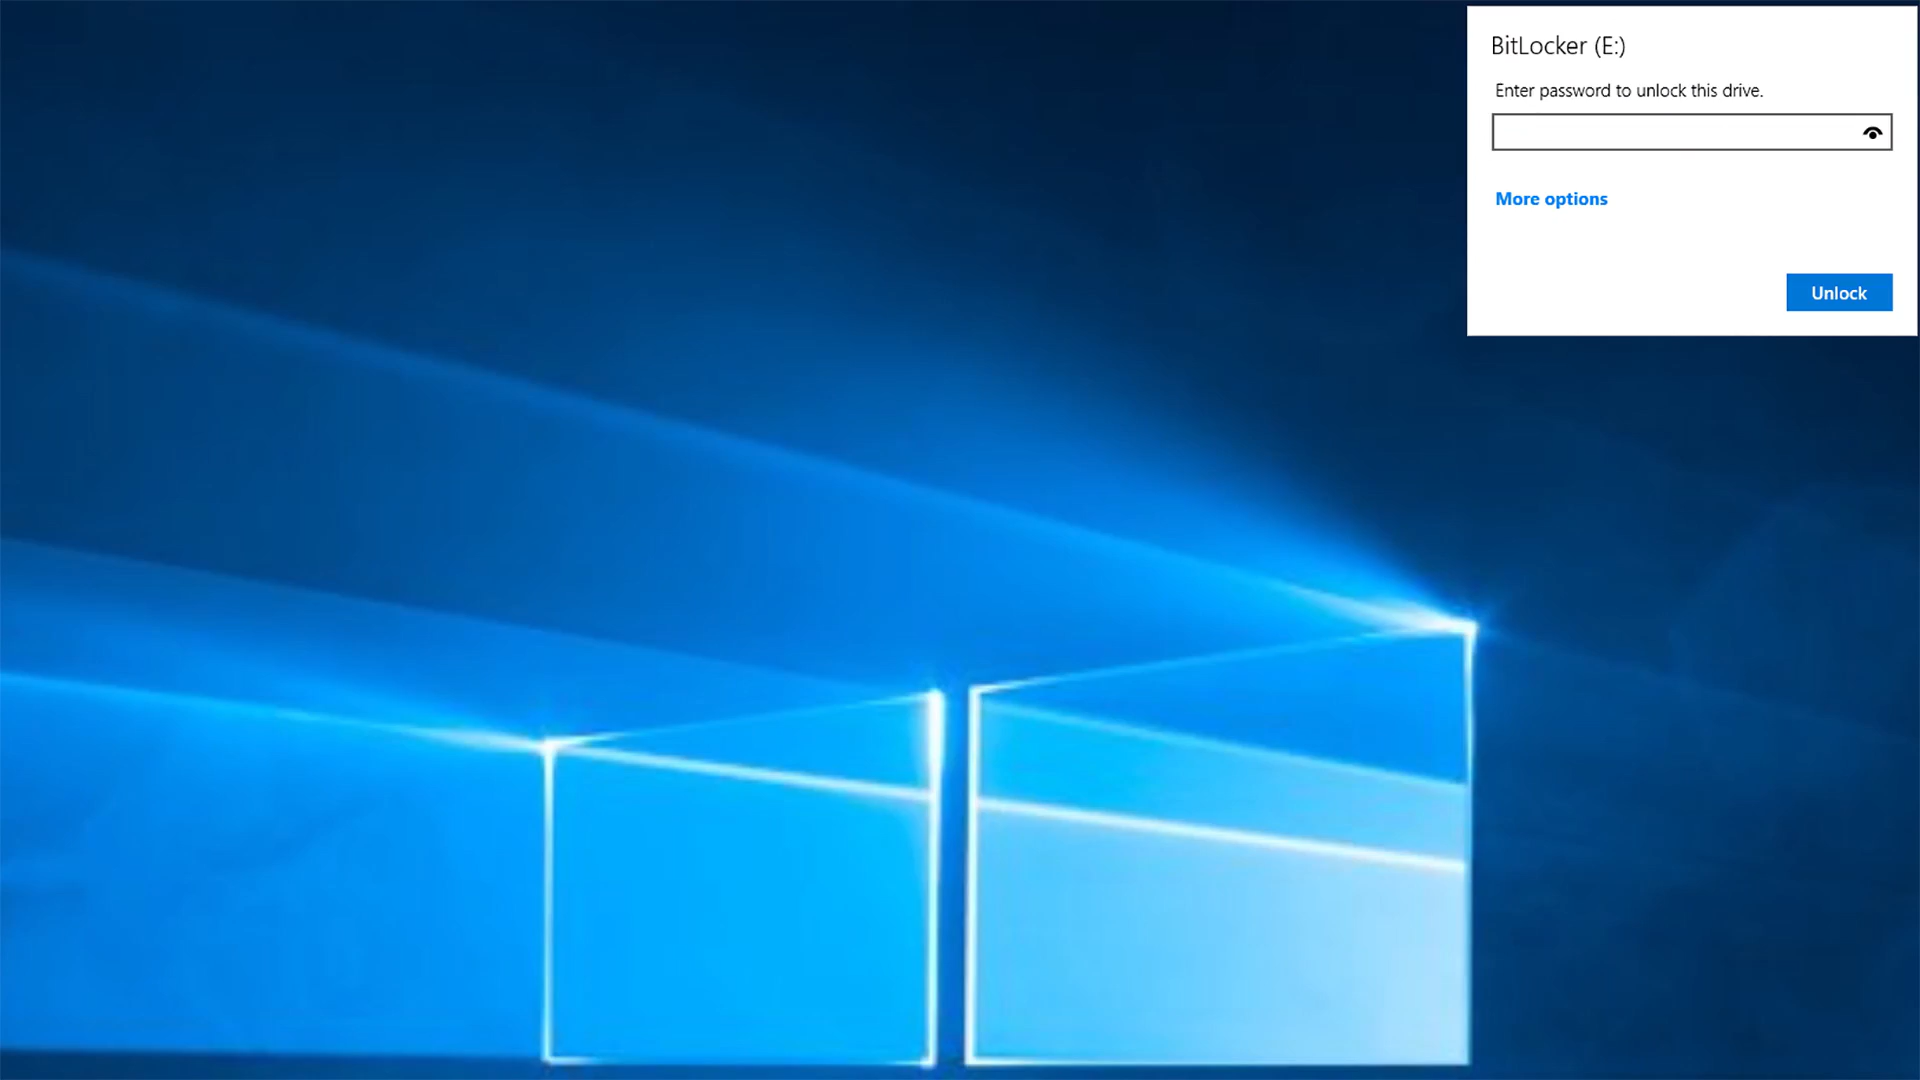 BitLocker (E:)
Enter password to unlock this drive.
More options
Unlock